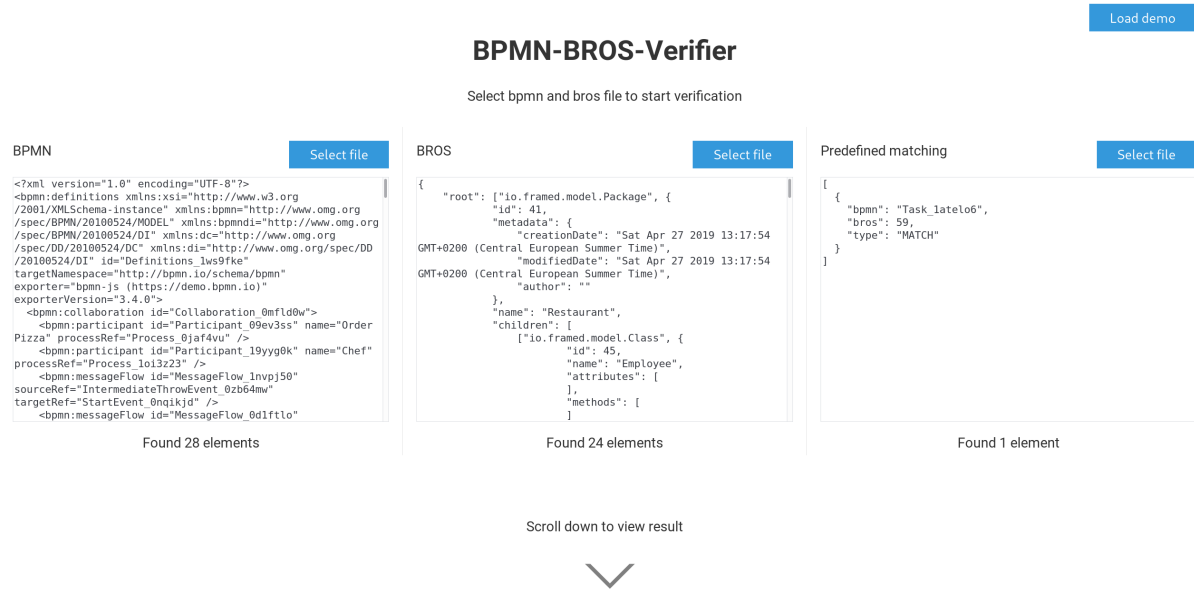 Load demo
BPMN-BROS-Verifier
Select bpmn and bros file to start verification
BPMN
Select file
<?xml version="1.0" encoding="UTF-8"?>
<bpmn:definitions xmlns:xsi="http://www.w3.org
/2001/XMLSchema-instance" xmlns:bpmn="http://www.omg.org
/spec/BPMN/20100524/MODEL" xmlns:bpmndi="http://www.omg.org
/spec/BPMN/20100524/DI" xmlns:dc="http://www.omg.org
/spec/DD/20100524/DC" xmlns:di="http://www.omg.org/spec/DD
/20100524/DI" id="Definitions_1ws9fke"
targetNamespace="http://bpmn.io/schema/bpmn"
exporter="bpmn-js (https://demo.bpmn.io)"
exporterVersion="3.4.0">
<bpmn:collaboration id="Collaboration_0mfld0w">
<bpmn:participant id="Participant_09ev3ss" name="Order
Pizza" processRef="Process_0jaf4vu" />
<bpmn:participant id="Participant_19yyg0k" name="Chef"
processRef="Process_1oi3z23" />
<bpmn:messageFlow id="MessageFlow_1nvpj50"
sourceRef="IntermediateThrowEvent_0zb64mw"
targetRef="StartEvent_0nqikjd" />
<bpmn:messageFlow id="MessageFlow_0d1ftlo"
Found 28 elements
BROS
Select file
{
"root": ["io.framed.model.Package", {
"id": 41,
"metadata": {
"creationDate": "Sat Apr 27 2019 13:17:54
GMT+0200 (Central European Summer Time)",
"modifiedDate": "Sat Apr 27 2019 13:17:54
GMT+0200 (Central European Summer Time)",
"author": ""
},
"name": "Restaurant",
"children": [
["io.framed.model.Class", {
"id": 45,
"name": "Employee",
"attributes": [
],
"methods": [
]
Found 24 elements
Predefined matching
Select file
[
{
"bpmn": "Task_1atelo6",
"bros": 59,
"type": "MATCH"
}
]
Found 1 element
Scroll down to view result